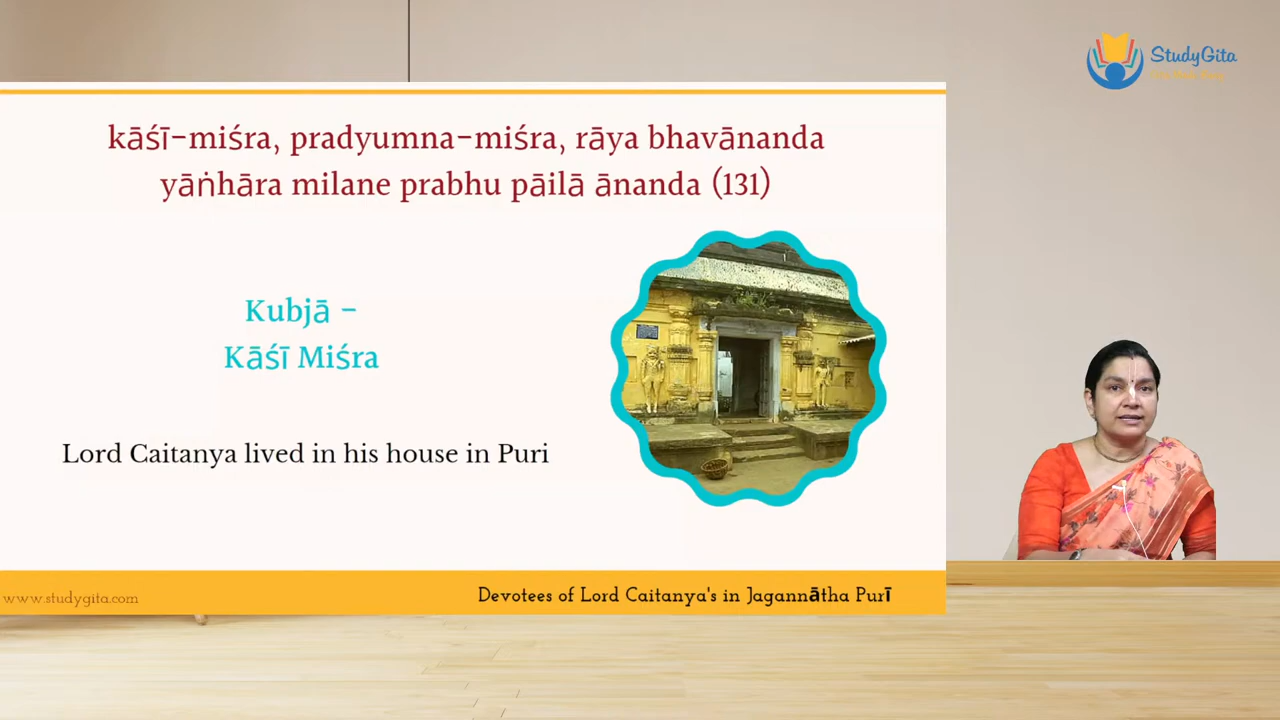 StudyGita
kāśī-miśra, pradyumna-miśra, rāya bhavānanda
yāṅhāra milane prabhu pāilā ānanda (131)
Kubjā -
Kāśī Miśra
Lord Caitanya lived in his house in Puri
www.studygita.com
Devotees of Lord Caitanya's in Jagannātha Purī